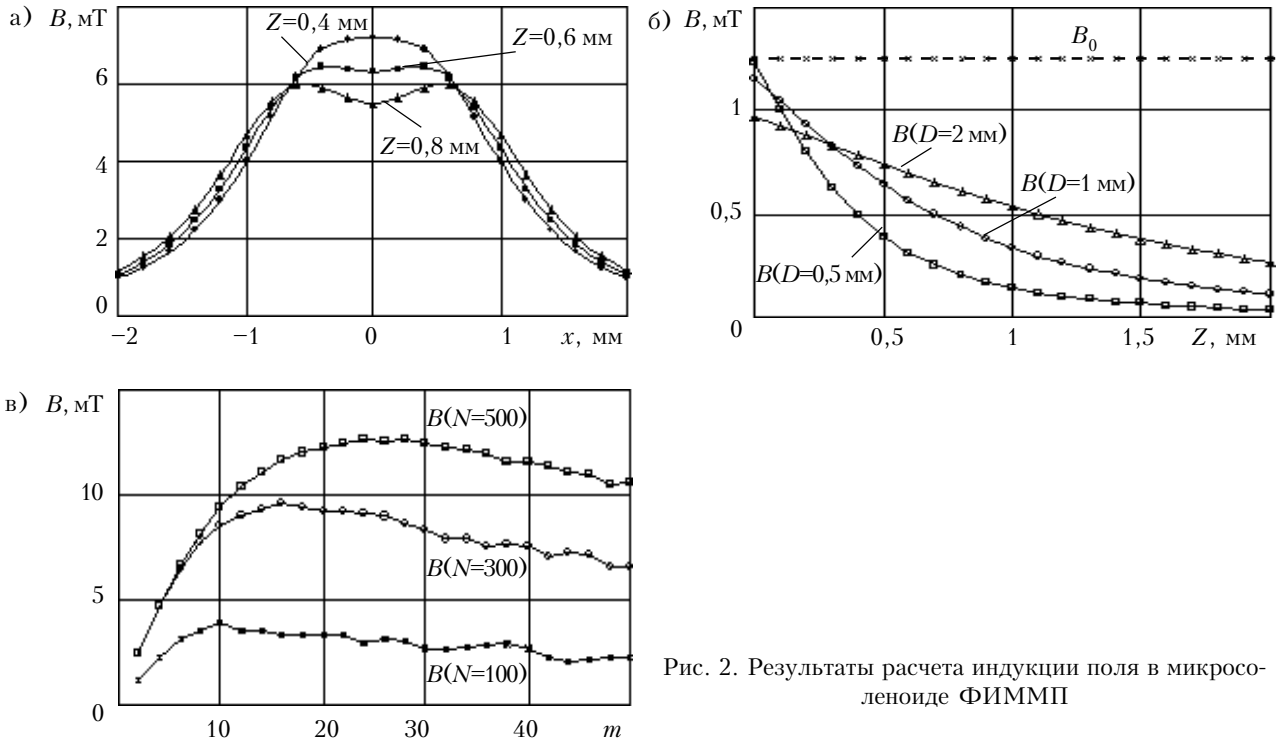 а) B, мТ
Z=0,4 мм
Z=0,6 мм
Z=0,8 мм
6
4
2
0
−2 −1 0 1 x, мм
б) B, мТ
B0
1
0,5
0
B(D=2 мм)
B(D=1 мм)
B(D=0,5 мм)
0,5 1 1,5 Z, мм
в) B, мТ
B(N=500)
B(N=300)
B(N=100)
10
5
0
10 20 30 40 m
Рис. 2. Результаты расчета индукции поля в микросо-
леноиде ФИММП